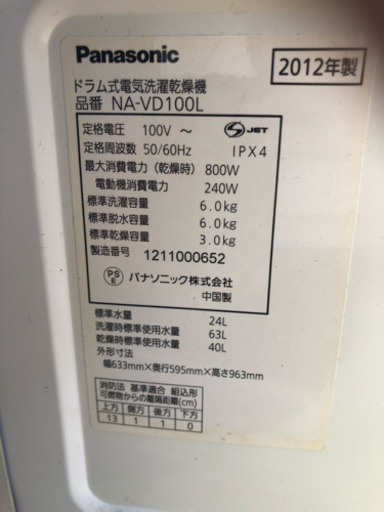 Panasonic
2012年製
ドラム式電気洗濯乾燥機
品番 NA-VD100L
定格電圧 100V ～
S JET
定格周波数 50/60Hz IPX4
最大消費電力（乾燥時） 800W
電動機消費電力 240W
標準洗濯容量 6.0kg
標準脱水容量 6.0kg
標準乾燥容量 3.0kg
製造番号 1211000652
PS
E
パナソニック株式会社
中国製
標準水量 24L
洗濯時標準使用水量 63L
乾燥時標準使用水量 40L
外形寸法
幅633mm×奥行595mm×高さ963mm
消防法 基準適合 組込形
可燃物からの離隔距離(cm)
上方 側方 後方 下方
13 1 1 0